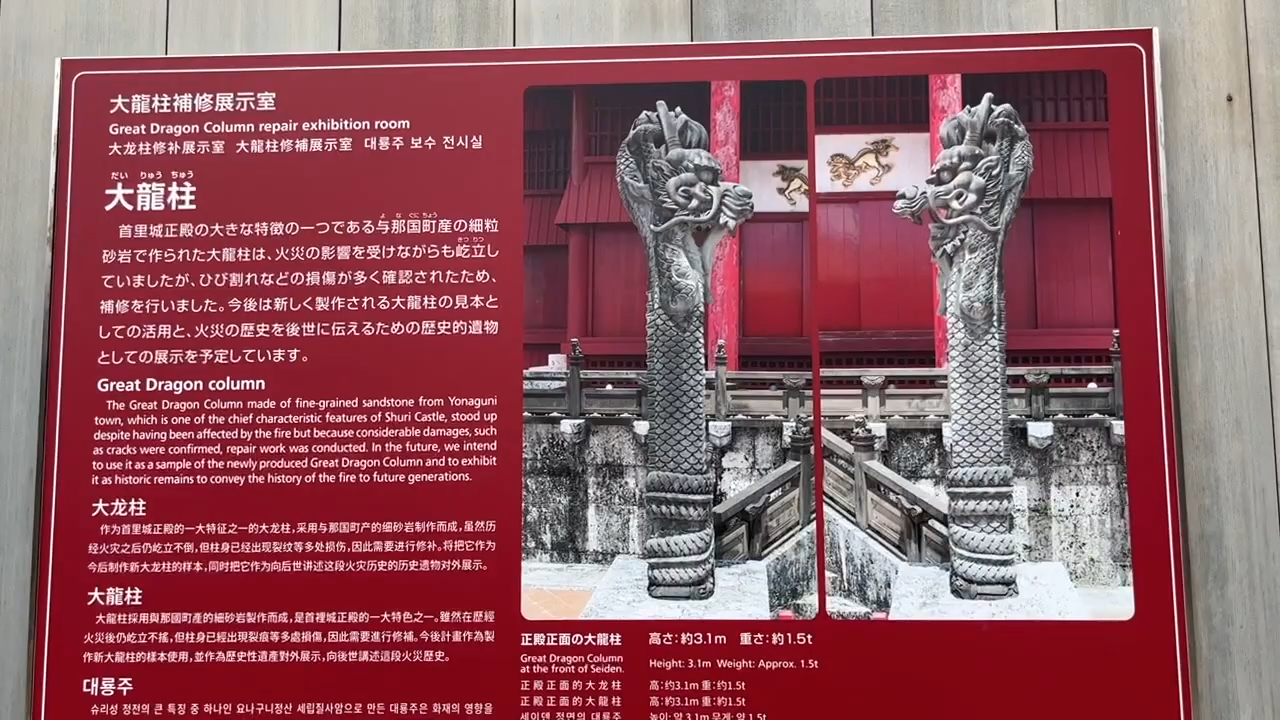 大龍柱補修展示室
Great Dragon Column repair exhibition room
大龙柱修补展示室 大龍柱修補展示室 대룡주 보수 전시실
だい りゅう ちゅう
大龍柱
首里城正殿の大きな特徴の一つである与那国町産の細粒
よ な ぐに ちょう
砂岩で作られた大龍柱は、火災の影響を受けながらも屹立し
きつ りつ
ていましたが、ひび割れなどの損傷が多く確認されたため、
補修を行いました。今後は新しく製作される大龍柱の見本と
しての活用と、火災の歴史を後世に伝えるための歴史的遺物
としての展示を予定しています。
Great Dragon column
The Great Dragon Column made of fine-grained sandstone from Yonaguni
town, which is one of the chief characteristic features of Shuri Castle, stood up
despite having been affected by the fire but because considerable damages, such
as cracks were confirmed, repair work was conducted. In the future, we intend
to use it as a sample of the newly produced Great Dragon Column and to exhibit
it as historic remains to convey the history of the fire to future generations.
大龙柱
作为首里城正殿的一大特征之一的大龙柱，采用与那国町产的细砂岩制作而成，虽然历
经火灾之后仍屹立不倒，但柱身已经出现裂纹等多处损伤，因此需要进行修补。将把它作为
今后制作新大龙柱的样本，同时把它作为向后世讲述这段火灾历史的历史遗物对外展示。
大龍柱
大龍柱採用與那國町產的細砂岩製作而成，是首裡城正殿的一大特色之一。雖然在歷經
火災後仍屹立不搖，但柱身已經出現裂痕等多處損傷，因此需要進行修補。今後計畫作為製
作新大龍柱的樣本使用，並作為歷史性遺產對外展示，向後世講述這段火災歷史。
대룡주
슈리성 정전의 큰 특징 중 하나인 요나구니정산 세립질사암으로 만든 대룡주은 화재의 영향을
正殿正面の大龍柱 高さ：約3.1m 重さ：約1.5t
Great Dragon Column
at the front of Seiden.
Height: 3.1m Weight: Approx. 1.5t
正殿正面的大龙柱 高：约3.1m 重：约1.5t
正殿正面的大龍柱 高：約3.1m 重：約1.5t
세이덴 정면의 대룡주 높이: 약 3.1m 무게: 약 1.5t